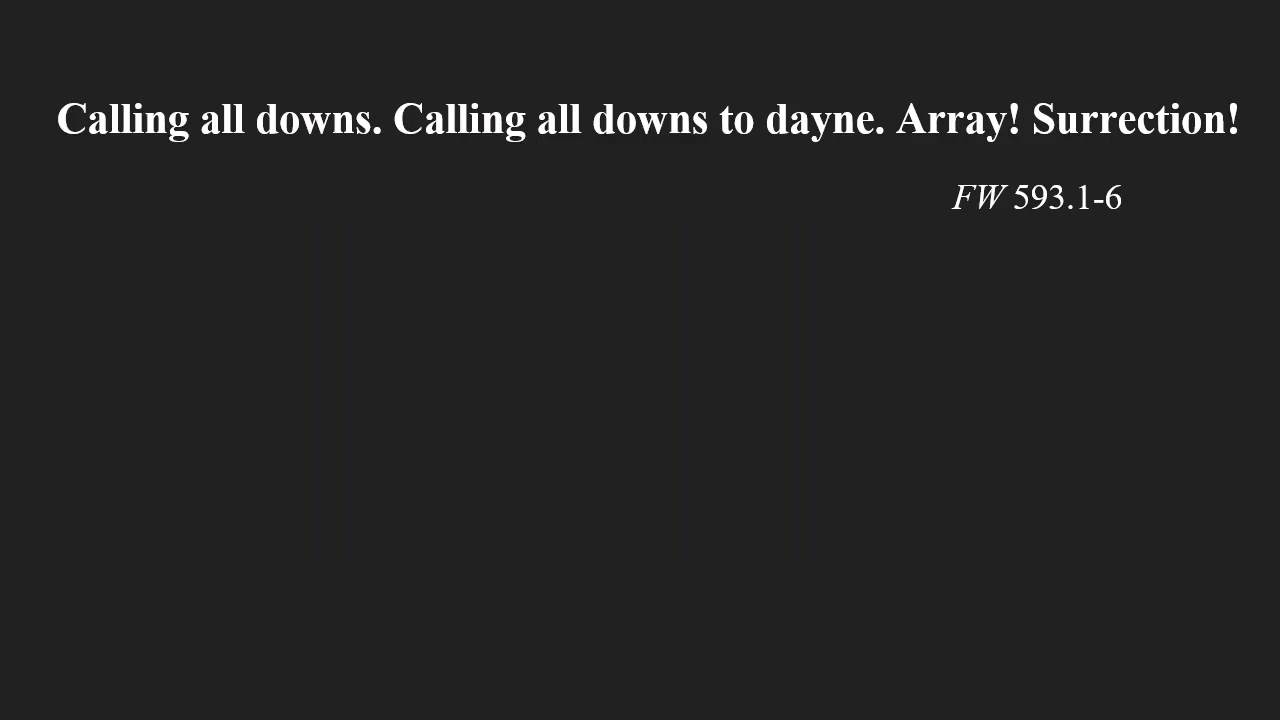 Calling all downs. Calling all downs to dayne. Array! Surrection!
FW 593.1-6